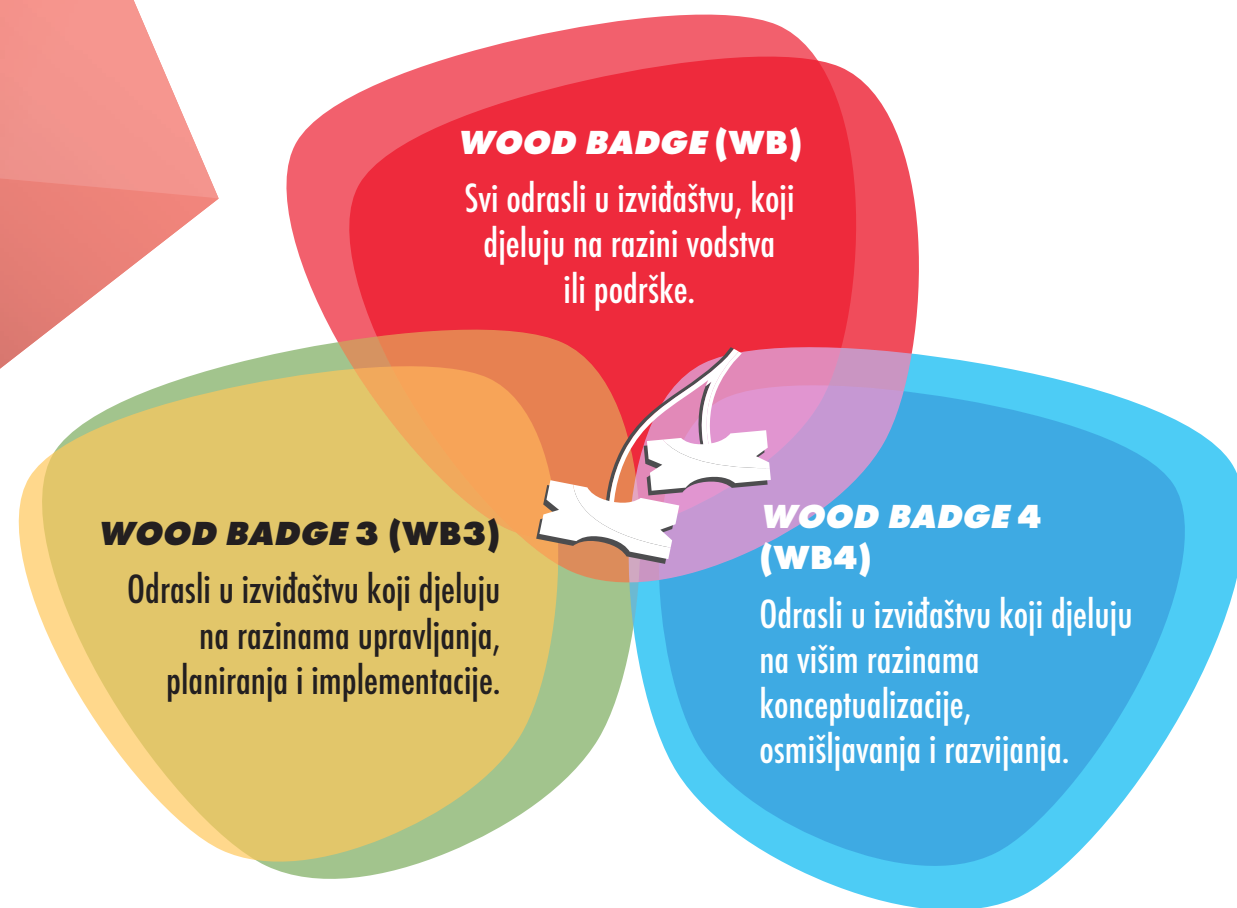 WOOD BADGE (WB)
Svi odrasli u izviđaštvu, koji
djeluju na razini vodstva
ili podrške.
WOOD BADGE 3 (WB3)
Odrasli u izviđaštvu koji djeluju
na razinama upravljanja,
planiranja i implementacije.
WOOD BADGE 4
(WB4)
Odrasli u izviđaštvu koji djeluju
na višim razinama
konceptualizacije,
osmišljavanja i razvijanja.